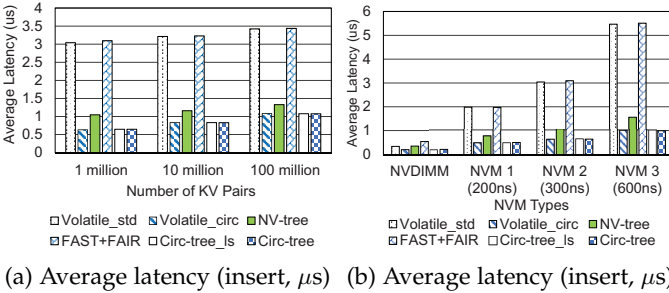 Average Latency (us)
4
3.5
3
2.5
2
1.5
1
0.5
0
1 million 10 million 100 million
Number of KV Pairs
Volatile_std Volatile_circ NV-tree
FAST+FAIR Circ-tree_ls Circ-tree
(a) Average latency (insert, μs)
Average Latency (us)
6
5
4
3
2
1
0
NVDIMM NVM 1 NVM 2 NVM 3
(200ns) (300ns) (600ns)
NVM Types
Volatile_std Volatile_circ NV-tree
FAST+FAIR Circ-tree_ls Circ-tree
(b) Average latency (insert, μs)